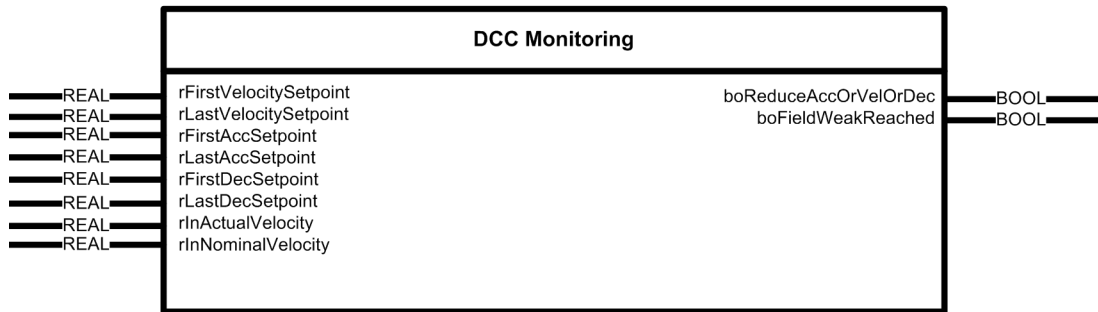 DCC Monitoring
REAL rFirstVelocitySetpoint boReduceAccOrVelOrDec BOOL
REAL rLastVelocitySetpoint boFieldWeakReached BOOL
REAL rFirstAccSetpoint
REAL rLastAccSetpoint
REAL rFirstDecSetpoint
REAL rLastDecSetpoint
REAL rInActualVelocity
REAL rInNominalVelocity